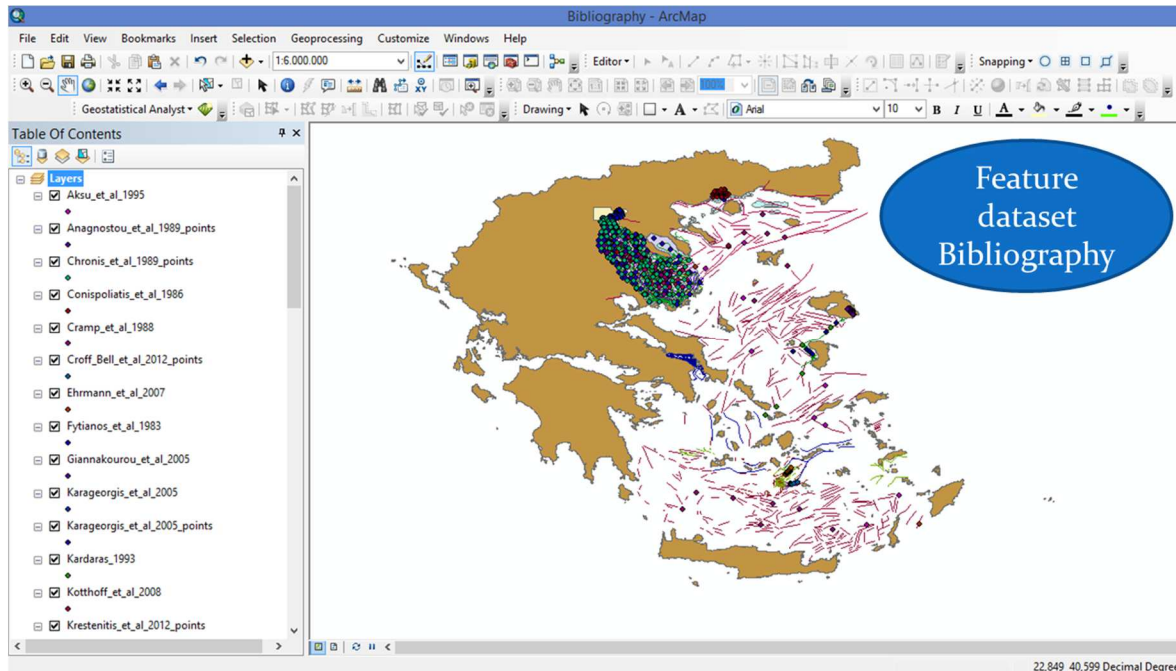 Bibliography - ArcMap
File Edit View Bookmarks Insert Selection Geoprocessing Customize Windows Help
1:6.000.000 Editor Snapping
100%
Geostatistical Analyst Drawing Arial 10 B I U A
Table Of Contents
Layers
Aksu_et_al_1995
Anagnostou_et_al_1989_points
Chronis_et_al_1989_points
Conispoliatis_et_al_1986
Cramp_et_al_1988
Croff_Bell_et_al_2012_points
Ehrmann_et_al_2007
Fytianos_et_al_1983
Giannakourou_et_al_2005
Karageorgis_et_al_2005
Karageorgis_et_al_2005_points
Kardaras_1993
Kotthoff_et_al_2008
Krestenitis_et_al_2012_points
Feature
dataset
Bibliography
22.849 40.599 Decimal Degre